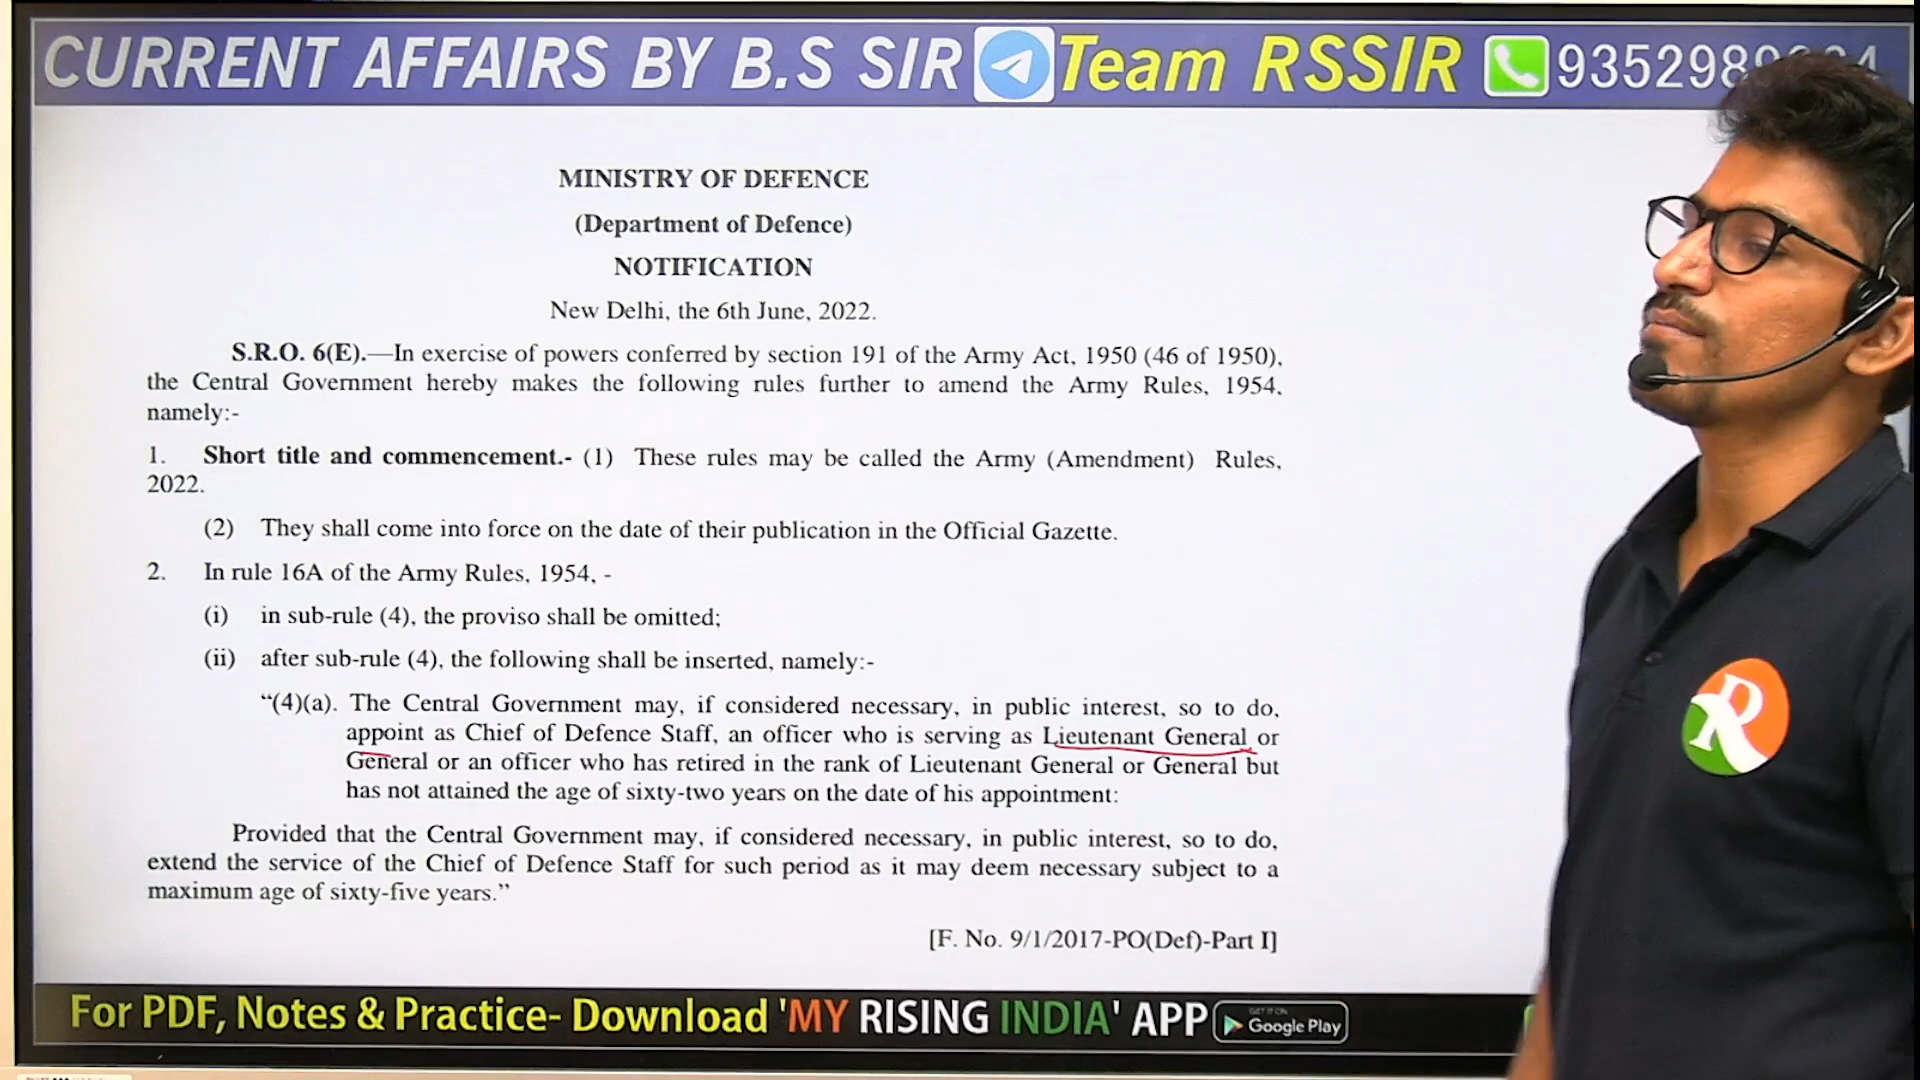 CURRENT AFFAIRS BY B.S SIR Team RSSIR
MINISTRY OF DEFENCE
(Department of Defence)
NOTIFICATION
New Delhi, the 6th June, 2022.
S.R.O. 6(E).—In exercise of powers conferred by section 191 of the Army Act, 1950 (46 of 1950),
the Central Government hereby makes the following rules further to amend the Army Rules, 1954,
namely:-
1. Short title and commencement.- (1) These rules may be called the Army (Amendment) Rules,
2022.
(2) They shall come into force on the date of their publication in the Official Gazette.
2. In rule 16A of the Army Rules, 1954, -
(i) in sub-rule (4), the proviso shall be omitted;
(ii) after sub-rule (4), the following shall be inserted, namely:-
“(4)(a). The Central Government may, if considered necessary, in public interest, so to do,
appoint as Chief of Defence Staff, an officer who is serving as Lieutenant General or
General or an officer who has retired in the rank of Lieutenant General or General but
has not attained the age of sixty-two years on the date of his appointment:
Provided that the Central Government may, if considered necessary, in public interest, so to do,
extend the service of the Chief of Defence Staff for such period as it may deem necessary subject to a
maximum age of sixty-five years.”
[F. No. 9/1/2017-PO(Def)-Part I]
For PDF, Notes & Practice- Download 'MY RISING INDIA' APP GET IT ON Google Play
R